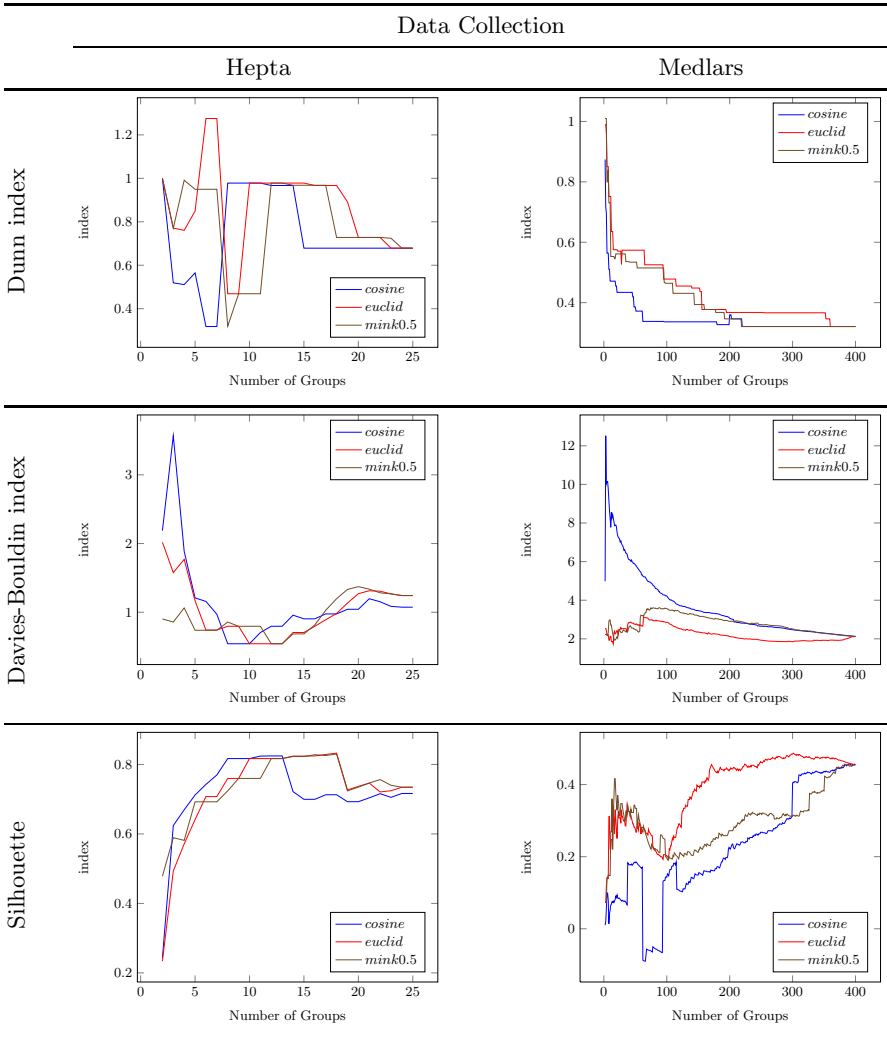 Data Collection
Hepta
Medlars
Dunn index
1.2
1
0.8
0.6
0.4
0
5
10
15
20
25
index
Number of Groups
cosine
euclid
mink0.5
1
0.8
0.6
0.4
0
100
200
300
400
index
Number of Groups
cosine
euclid
mink0.5
Davies-Bouldin index
3
2
1
0
5
10
15
20
25
index
Number of Groups
cosine
euclid
mink0.5
12
10
8
6
4
2
0
100
200
300
400
index
Number of Groups
cosine
euclid
mink0.5
Silhouette
0.8
0.6
0.4
0.2
0
5
10
15
20
25
index
Number of Groups
cosine
euclid
mink0.5
0.4
0.2
0
0
100
200
300
400
index
Number of Groups
cosine
euclid
mink0.5